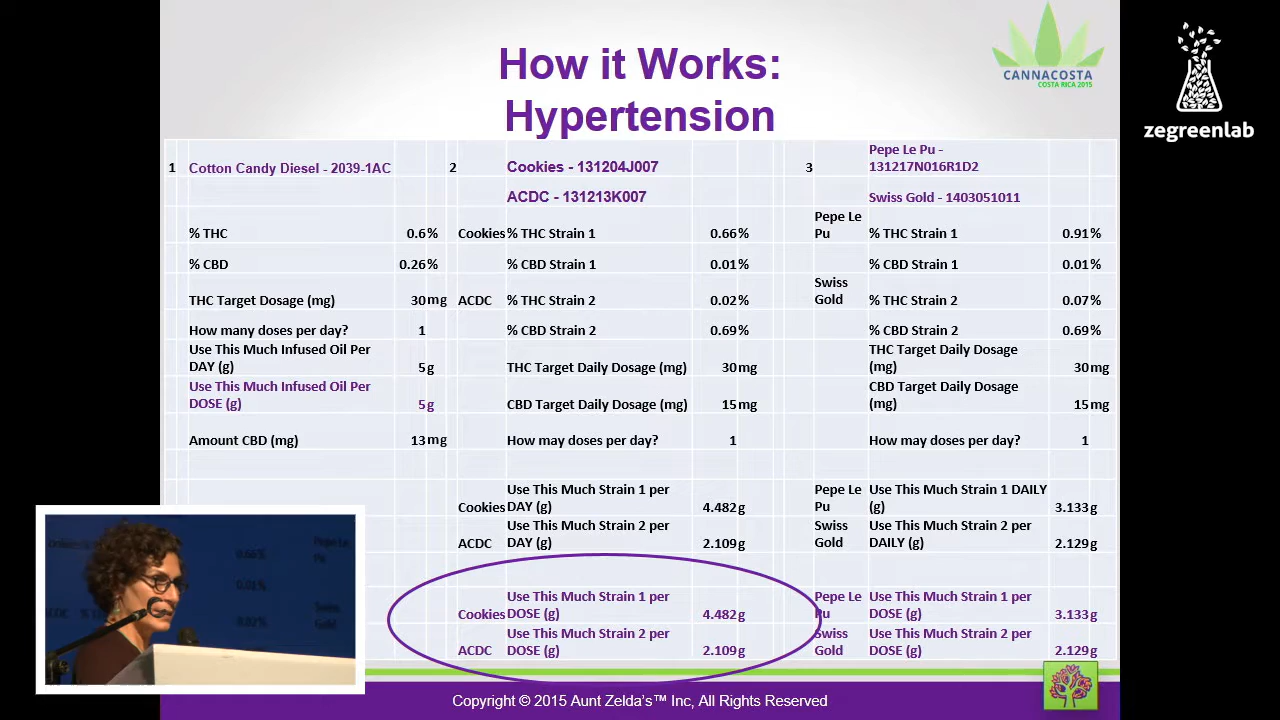 How it Works:
Hypertension
CANNACOSTA
COSTA RICA 2015
zegreenlab
1 Cotton Candy Diesel - 2039-1AC
% THC 0.6%
% CBD 0.26%
THC Target Dosage (mg) 30 mg
How many doses per day? 1
Use This Much Infused Oil Per
DAY (g) 5 g
Use This Much Infused Oil Per
DOSE (g) 5 g
Amount CBD (mg) 13 mg
2 Cookies - 131204J007
ACDC - 131213K007
Cookies % THC Strain 1 0.66%
% CBD Strain 1 0.01%
ACDC % THC Strain 2 0.02%
% CBD Strain 2 0.69%
THC Target Daily Dosage (mg) 30 mg
CBD Target Daily Dosage (mg) 15 mg
How may doses per day? 1
Use This Much Strain 1 per
Cookies DAY (g) 4.482 g
Use This Much Strain 2 per
ACDC DAY (g) 2.109 g
Use This Much Strain 1 per
Cookies DOSE (g) 4.482 g
Use This Much Strain 2 per
ACDC DOSE (g) 2.109 g
Pepe Le Pu -
3 131217N016R1D2
Swiss Gold - 1403051011
Pepe Le
Pu % THC Strain 1 0.91%
% CBD Strain 1 0.01%
Swiss
Gold % THC Strain 2 0.07%
% CBD Strain 2 0.69%
THC Target Daily Dosage
(mg) 30 mg
CBD Target Daily Dosage
(mg) 15 mg
How may doses per day? 1
Pepe Le Use This Much Strain 1 DAILY
Pu (g) 3.133 g
Swiss Use This Much Strain 2 per
Gold DAILY (g) 2.129 g
Pepe Le Use This Much Strain 1 per
Pu DOSE (g) 3.133 g
Swiss Use This Much Strain 2 per
Gold DOSE (g) 2.129 g
0.66%
0.01%
0.02%
Pepe Le
Pu
Swiss
Gold
Copyright © 2015 Aunt Zelda's™ Inc, All Rights Reserved